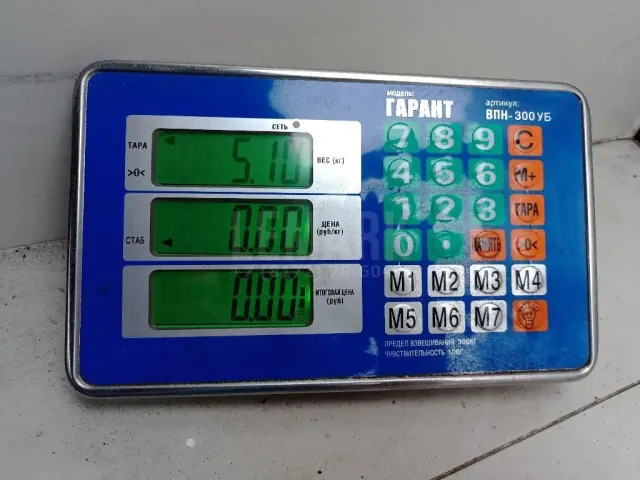 модель:
ГАРАНТ
артикул:
ВПН-300УБ
СЕТЬ
ТАРА
>0<
5.10
ВЕС (кг)
СТАБ
0.00
ЦЕНА
(руб/кг)
0.00
ИТОГОВАЯ ЦЕНА
(руб)
7 8 9 C
4 5 6 M+
1 2 3 ТАРА
0 . >0<
M1 M2 M3 M4
M5 M6 M7
ПРЕДЕЛ ВЗВЕШИВАНИЯ 300КГ
ЧУВСТВИТЕЛЬНОСТЬ 100Г